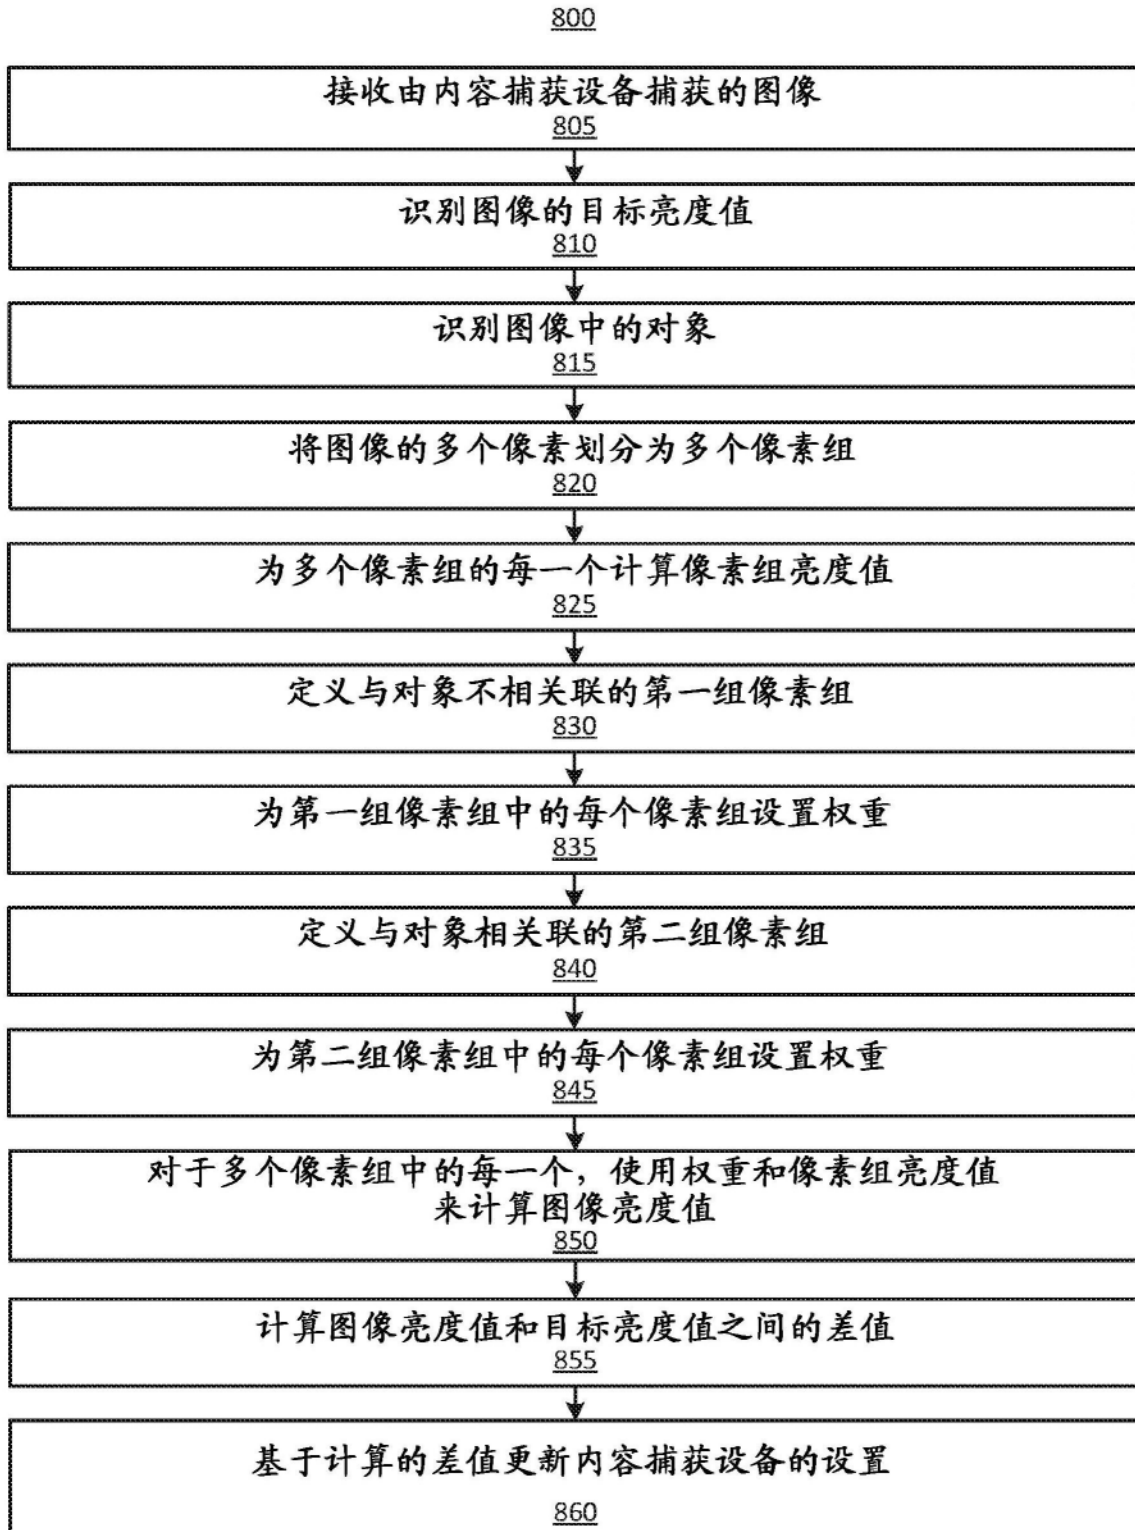 800
接收由内容捕获设备捕获的图像
805
识别图像的目标亮度值
810
识别图像中的对象
815
将图像的多个像素划分为多个像素组
820
为多个像素组的每一个计算像素组亮度值
825
定义与对象不相关联的第一组像素组
830
为第一组像素组中的每个像素组设置权重
835
定义与对象相关联的第二组像素组
840
为第二组像素组中的每个像素组设置权重
845
对于多个像素组中的每一个，使用权重和像素组亮度值
来计算图像亮度值
850
计算图像亮度值和目标亮度值之间的差值
855
基于计算的差值更新内容捕获设备的设置
860